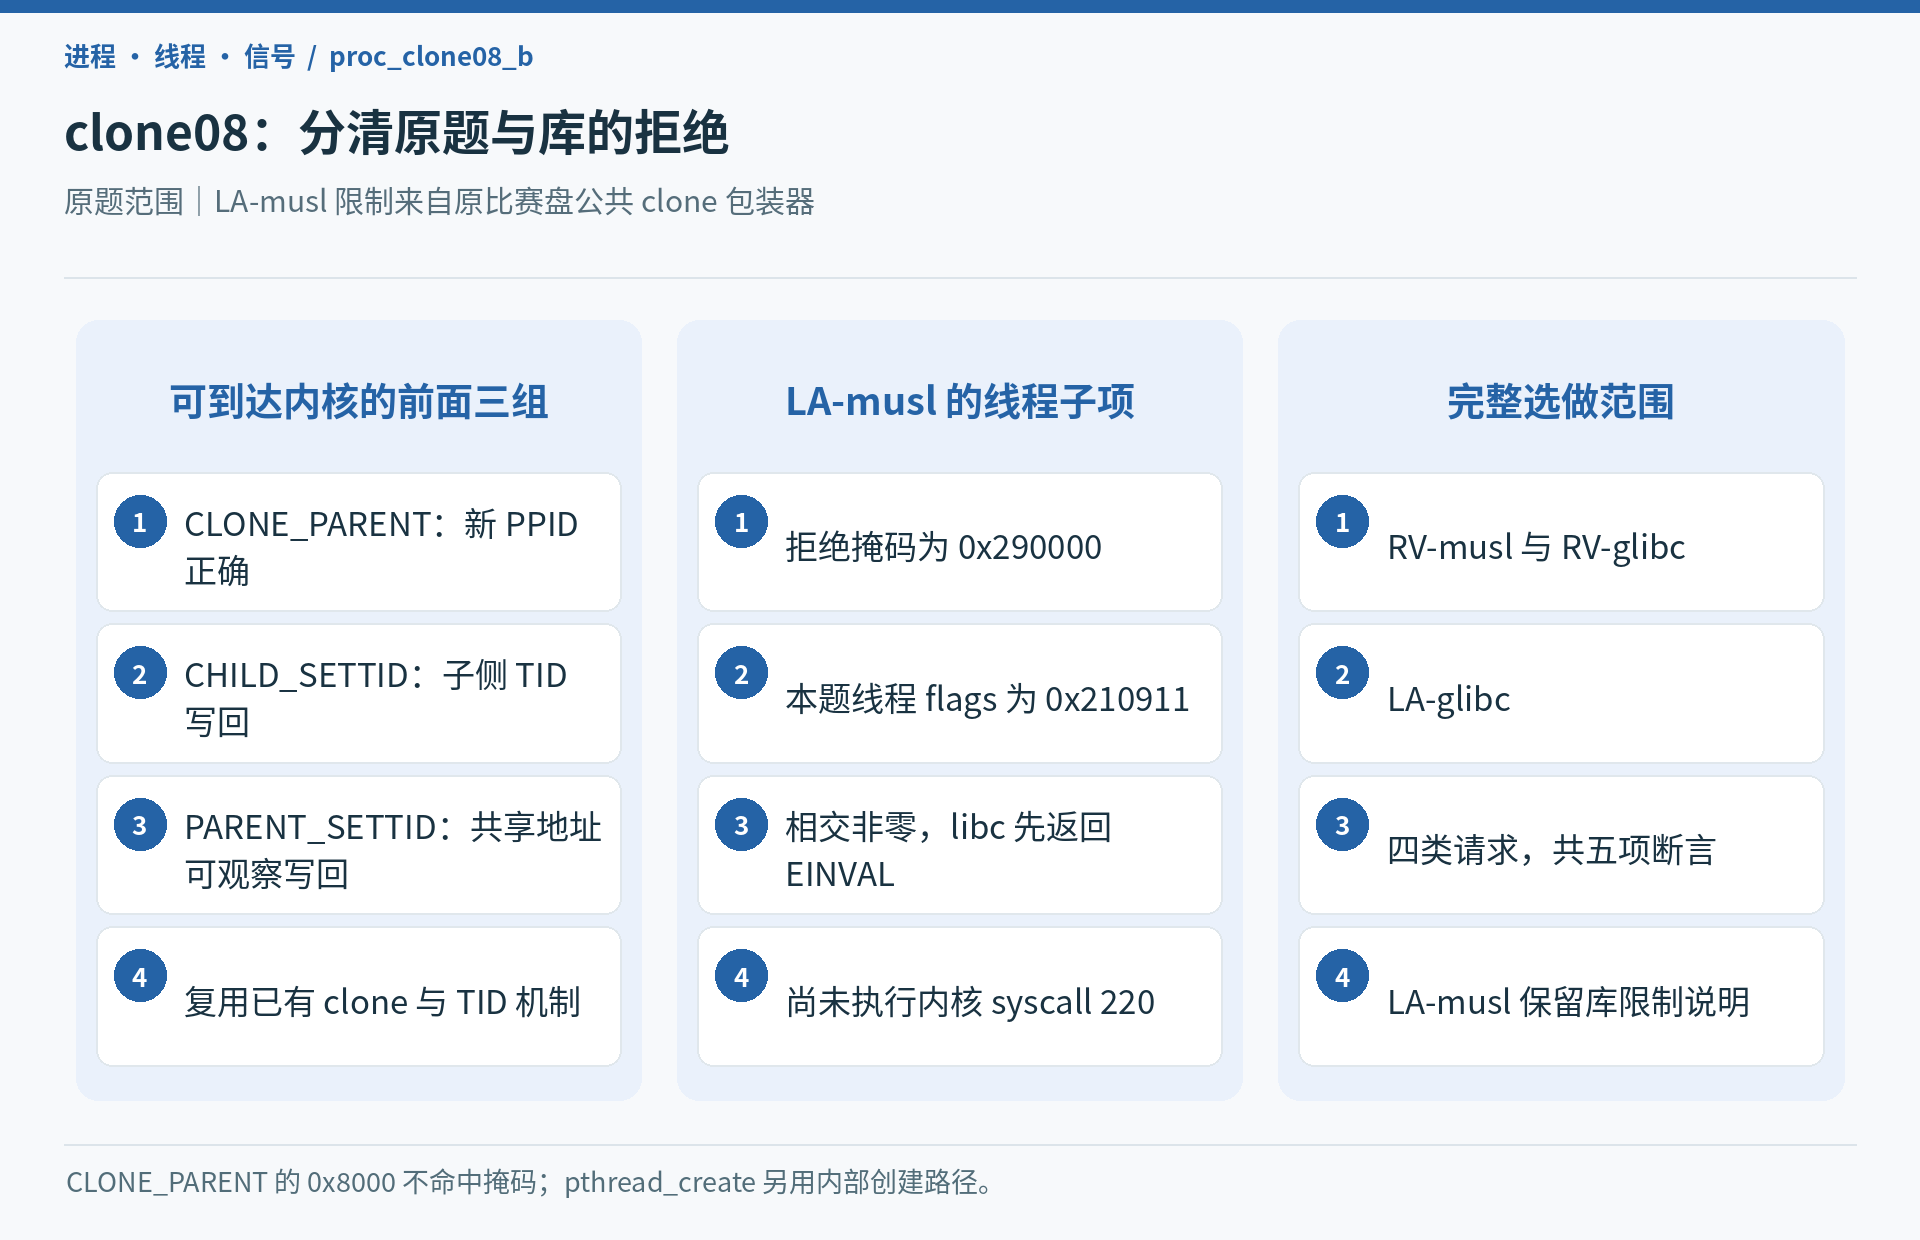 进程 · 线程 · 信号 / proc_clone08_b
clone08：分清原题与库的拒绝
原题范围｜LA-musl 限制来自原比赛盘公共 clone 包装器
可到达内核的前面三组
1 CLONE_PARENT：新 PPID
正确
2 CHILD_SETTID：子侧 TID
写回
3 PARENT_SETTID：共享地址
可观察写回
4 复用已有 clone 与 TID 机制
LA-musl 的线程子项
1 拒绝掩码为 0x290000
2 本题线程 flags 为 0x210911
3 相交非零，libc 先返回
EINVAL
4 尚未执行内核 syscall 220
完整选做范围
1 RV-musl 与 RV-glibc
2 LA-glibc
3 四类请求，共五项断言
4 LA-musl 保留库限制说明
CLONE_PARENT 的 0x8000 不命中掩码；pthread_create 另用内部创建路径。